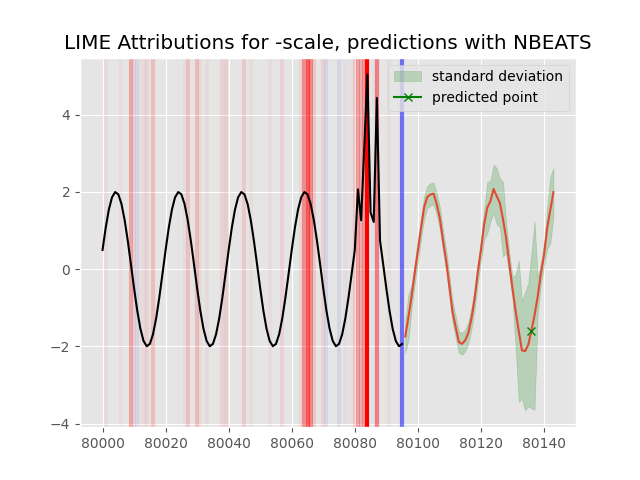 LIME Attributions for -scale, predictions with NBEATS
standard deviation
predicted point
4
2
0
−2
−4
80000 80020 80040 80060 80080 80100 80120 80140